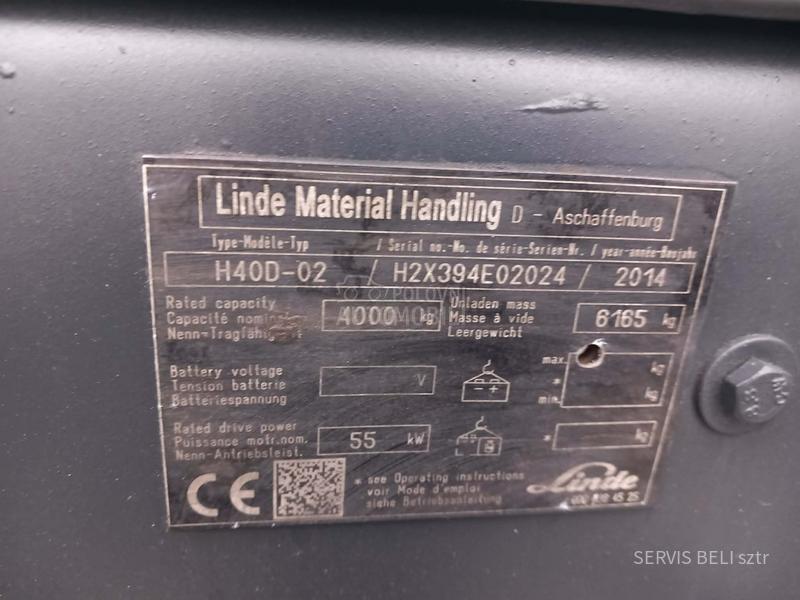 Linde Material Handling D - Aschaffenburg
Type-Modèle-Typ / Serial no.-No. de série-Serien-Nr. / year-année-Baujahr
H40D-02 / H2X394E02024 / 2014
Rated capacity
Capacité nominale
Nenn-Tragfähigkeit
4000 kg
Unladen mass
Masse à vide
Leergewicht
6165 kg
Battery voltage
Tension batterie
Batteriespannung
V
max. kg
*
min. kg
Rated drive power
Puissance motr.nom.
Nenn-Antriebsleist.
55 kW
L
* kg
CE
* see Operating instructions
voir Mode d'emploi
siehe Betriebsanleitung
Linde
POLOVNI
SERVIS BELI sztr